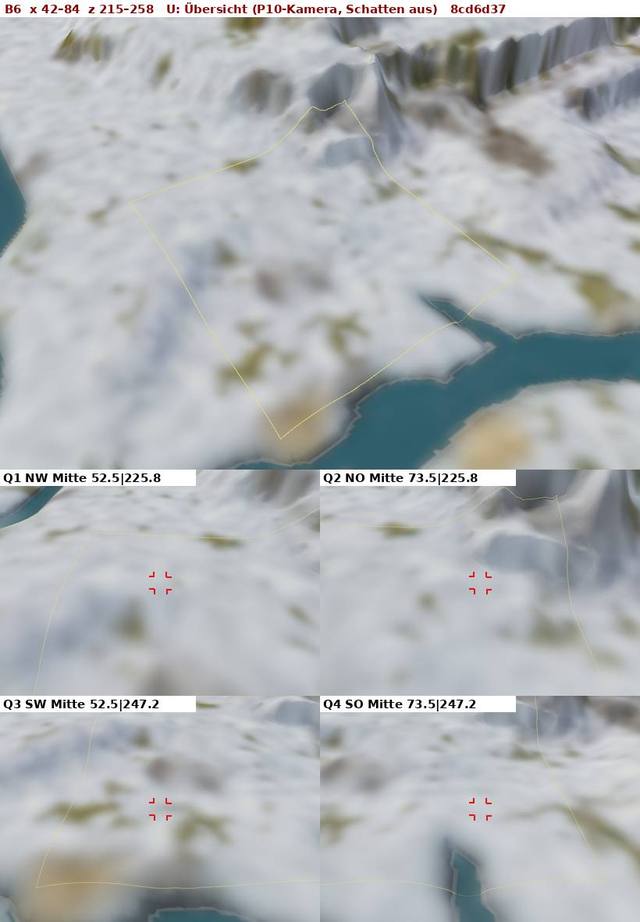 B6 x 42–84 z 215–258 U: Übersicht (P10-Kamera, Schatten aus) 8cd6d37
Q1 NW Mitte 52.5|225.8
Q2 NO Mitte 73.5|225.8
Q3 SW Mitte 52.5|247.2
Q4 SO Mitte 73.5|247.2